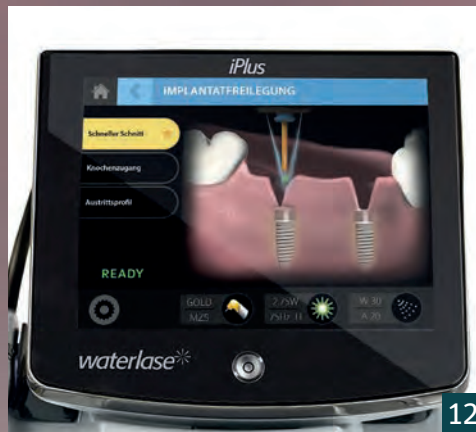 iPlus
IMPLANTATFREILEGUNG
Schneller Schnitt
Knochenzugang
Austrittsprofil
READY
GOLD
MZ5
2.75W
W 30
A 20
waterlase
12